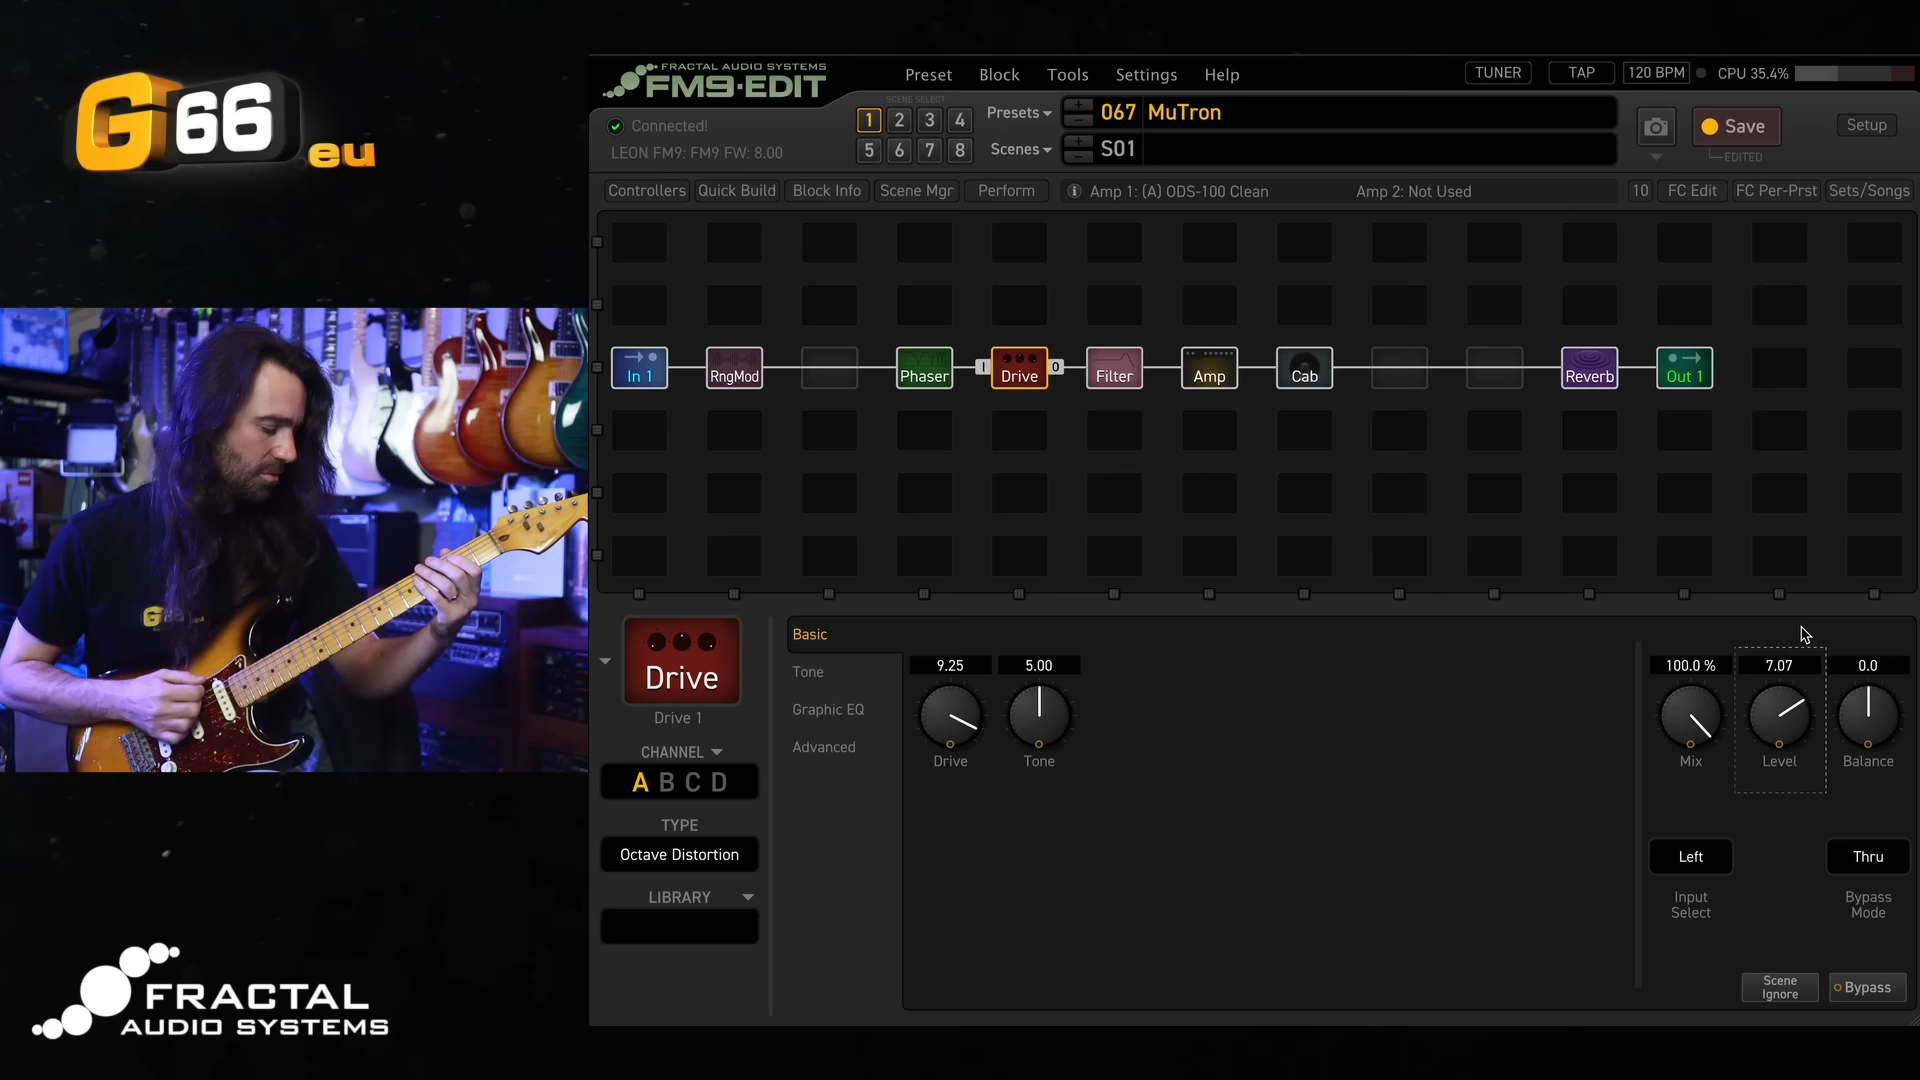 G66.eu
FRACTAL AUDIO SYSTEMS
FM9-EDIT
Preset Block Tools Settings Help
TUNER TAP 120 BPM CPU 35.4%
Connected!
LEON FM9: FM9 FW: 8.00
SCENE SELECT
1 2 3 4
5 6 7 8
Presets 067 MuTron
Scenes S01
Save
EDITED
Setup
Controllers Quick Build Block Info Scene Mgr Perform
Amp 1: (A) ODS-100 Clean Amp 2: Not Used
10 FC Edit FC Per-Prst Sets/Songs
In 1 RngMod Phaser I Drive O Filter Amp Cab Reverb Out 1
Drive
Drive 1
CHANNEL
A B C D
TYPE
Octave Distortion
LIBRARY
Basic
Tone
Graphic EQ
Advanced
9.25 5.00
Drive Tone
100.0 % 7.07 0.0
Mix Level Balance
Left Thru
Input Select
Bypass Mode
Scene Ignore
Bypass
FRACTAL
AUDIO SYSTEMS